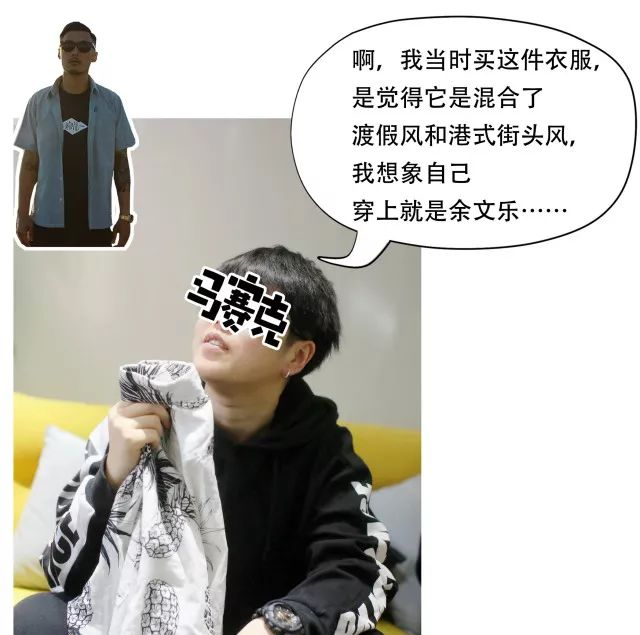 啊，我当时买这件衣服，
是觉得它是混合了
渡假风和港式街头风，
我想象自己
穿上就是余文乐……
马赛克